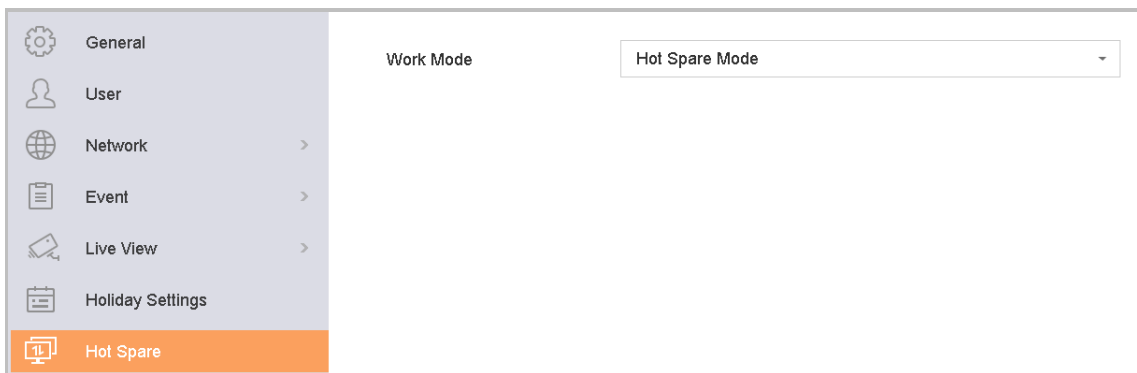 General
User
Network
Event
Live View
Holiday Settings
Hot Spare
Work Mode
Hot Spare Mode